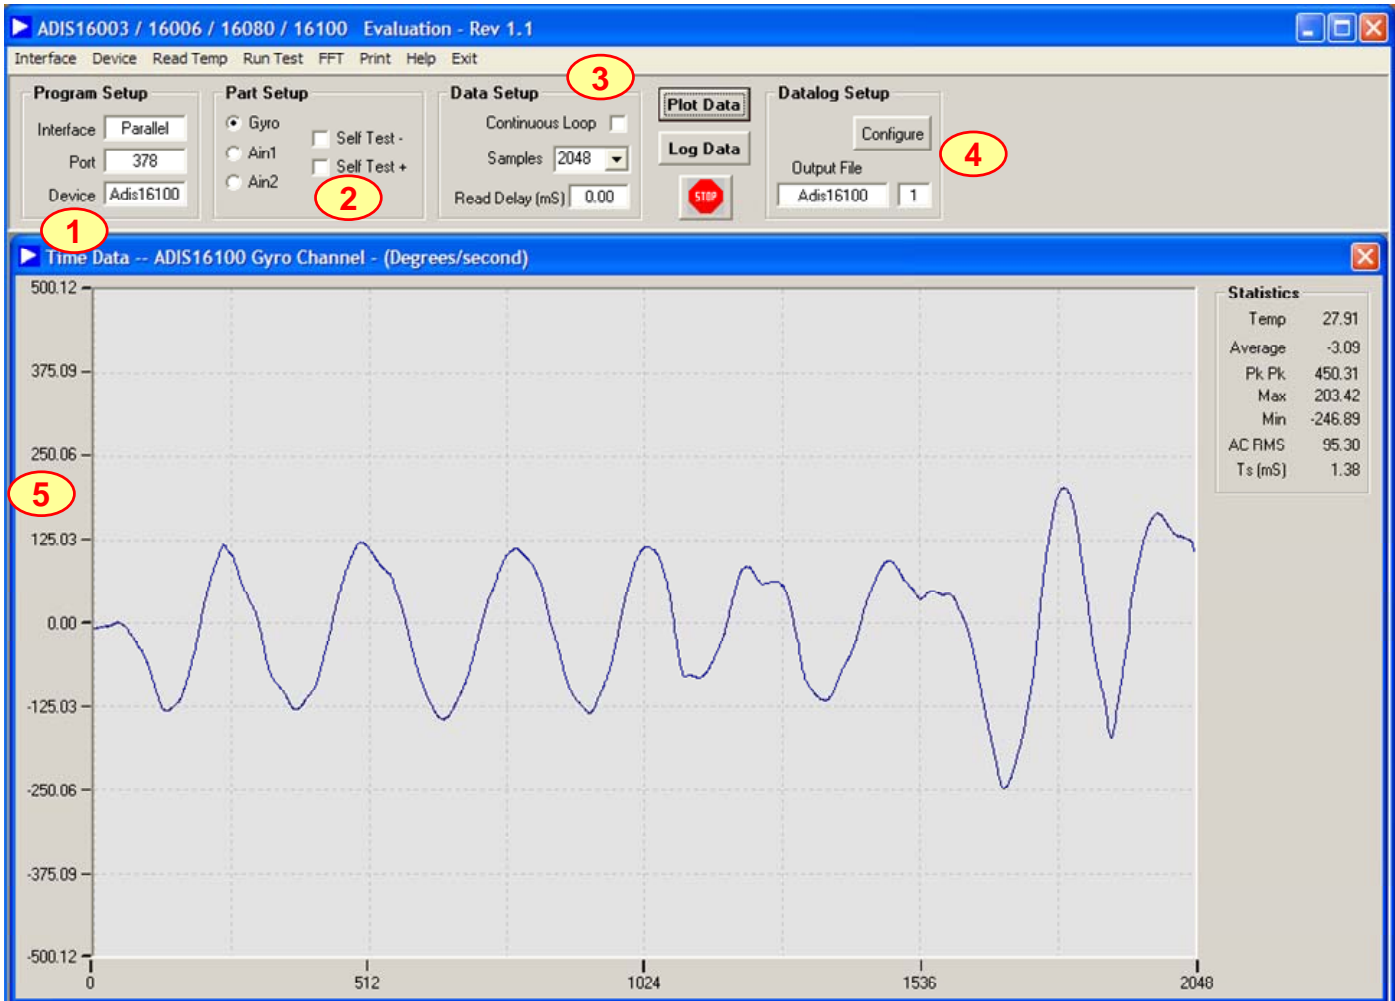 ADIS16003 / 16006 / 16080 / 16100 Evaluation - Rev 1.1
Interface Device Read Temp Run Test FFT Print Help Exit
3
Program Setup
Interface Parallel
Port 378
Device Adis16100
1
Part Setup
Gyro
Ain1
Ain2
Self Test -
Self Test +
2
Data Setup
Continuous Loop
Samples 2048
Read Delay (mS) 0.00
Plot Data
Log Data
STOP
Datalog Setup
Configure
4
Output File
Adis16100 1
Time Data -- ADIS16100 Gyro Channel - (Degrees/second)
500.12
375.09
250.06
5
125.03
0.00
-125.03
-250.06
-375.09
-500.12
0 512 1024 1536 2048
Statistics
Temp 27.91
Average -3.09
Pk Pk 450.31
Max 203.42
Min -246.89
AC RMS 95.30
Ts (mS) 1.38